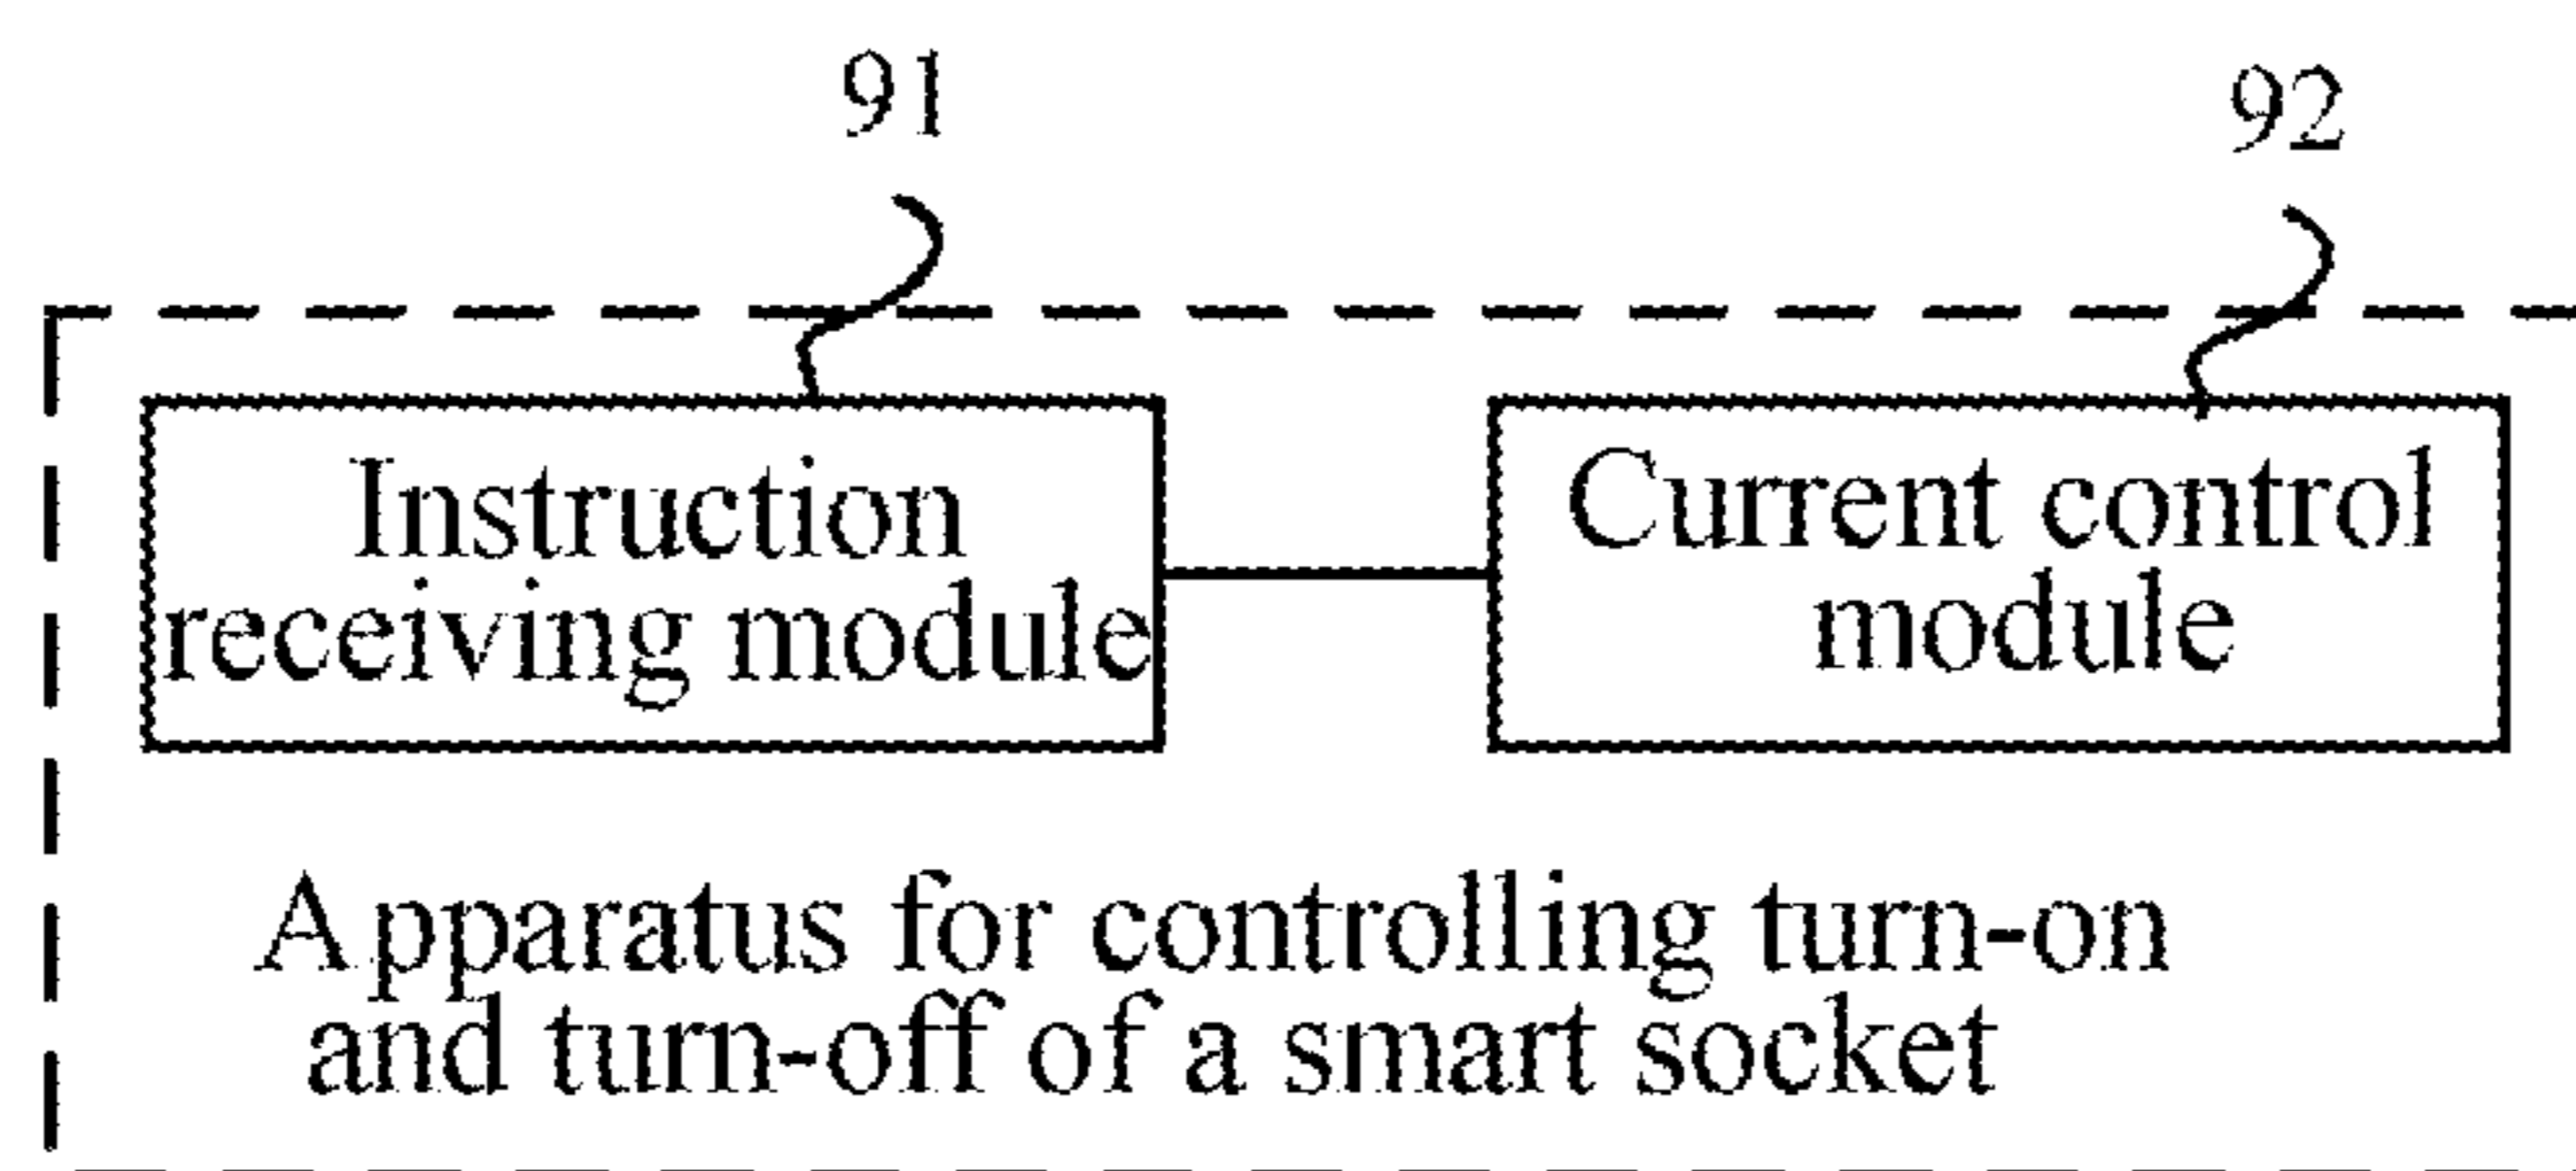 91
92
Instruction
receiving module
Current control
module
Apparatus for controlling turn-on
and turn-off of a smart socket